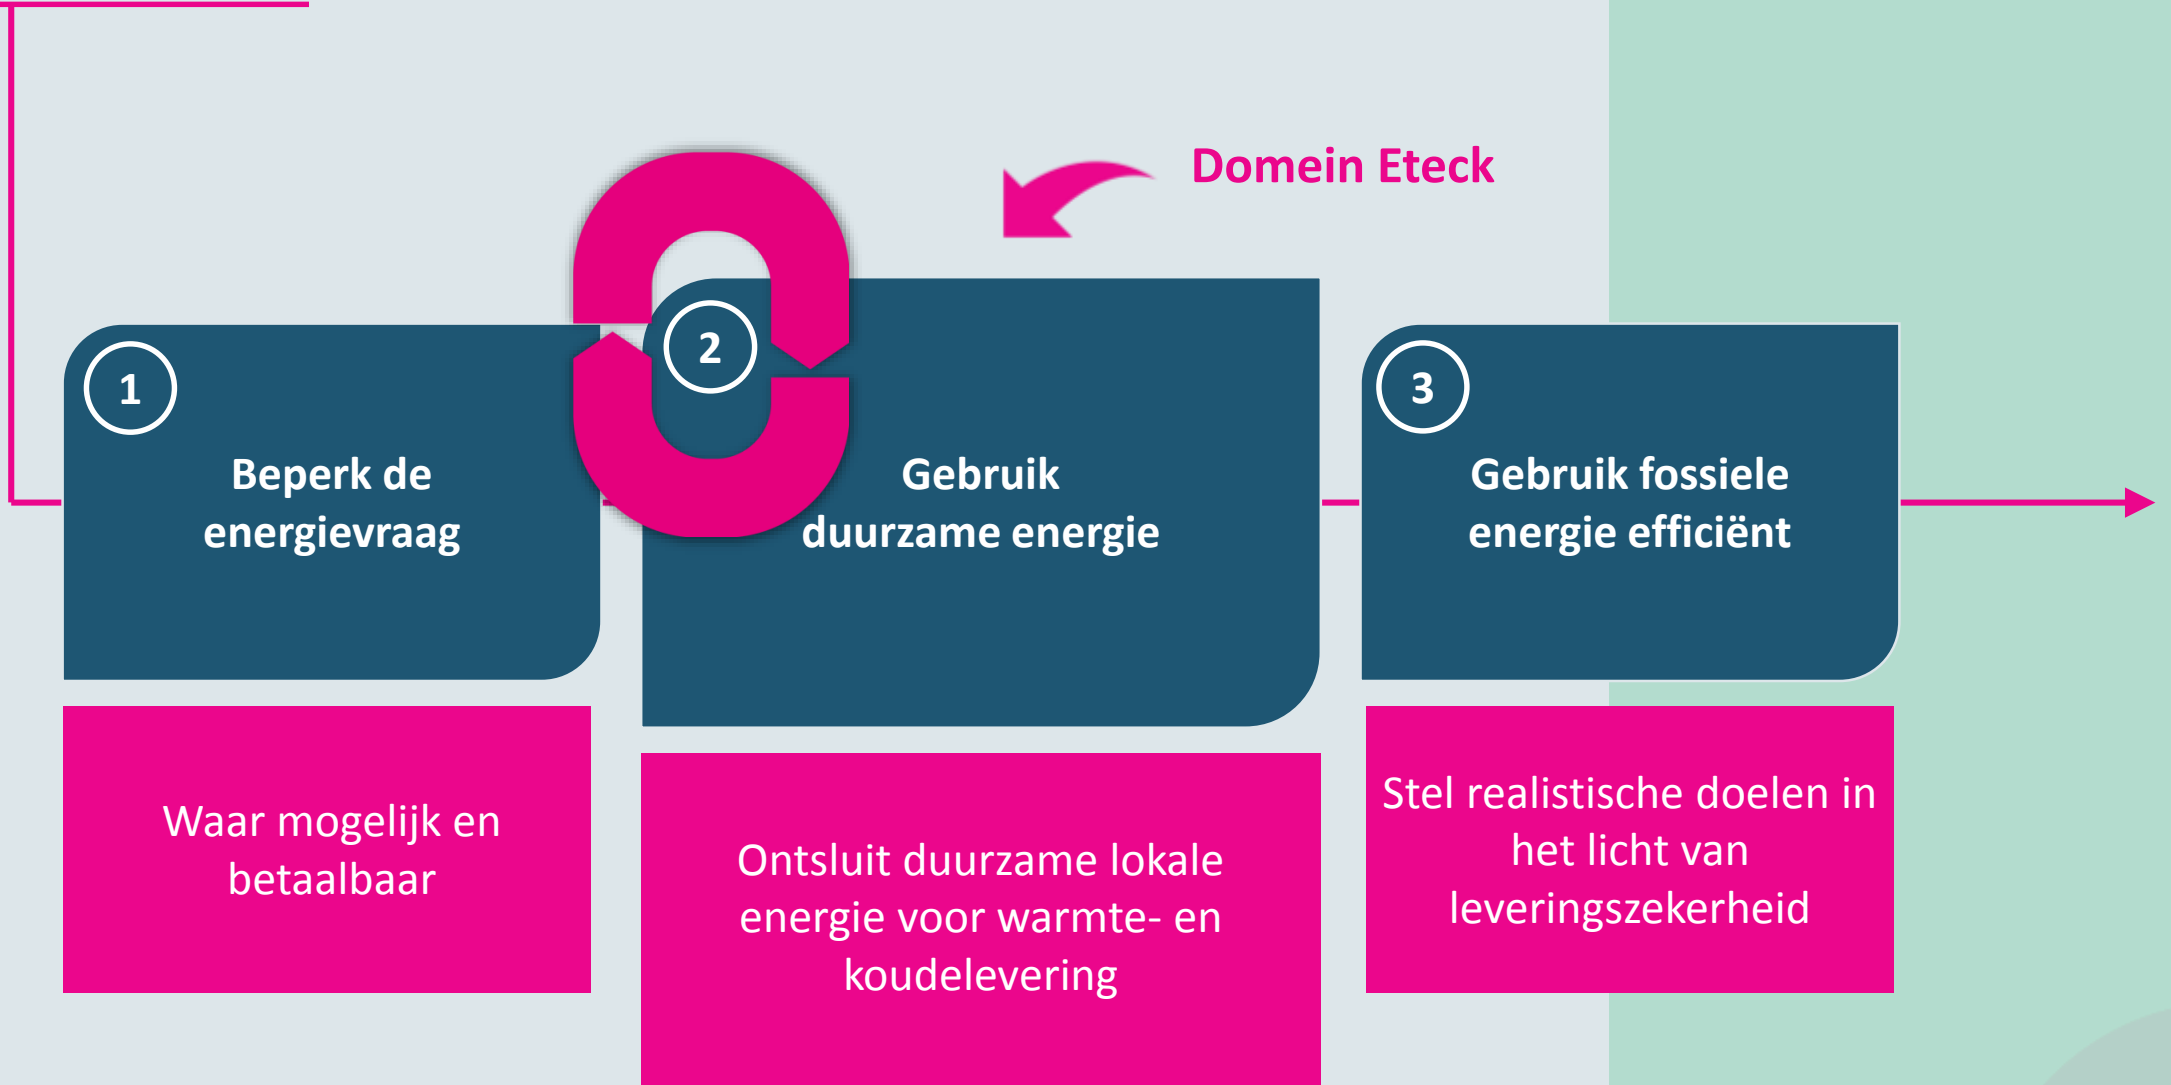 Domein Eteck
1
Beperk de
energievraag
Waar mogelijk en
betaalbaar
2
Gebruik
duurzame energie
Ontsluit duurzame lokale
energie voor warmte- en
koudelevering
3
Gebruik fossiele
energie efficiënt
Stel realistische doelen in
het licht van
leveringszekerheid